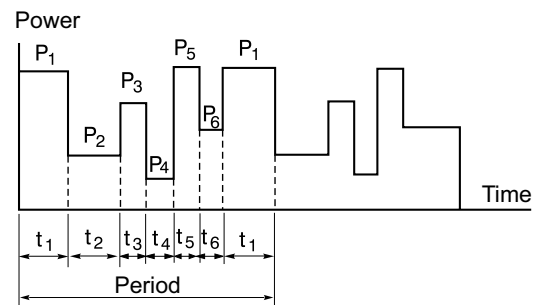 Power
P1 P2 P3 P4 P5 P6 P1
Time
t1 t2 t3 t4 t5 t6 t1
Period